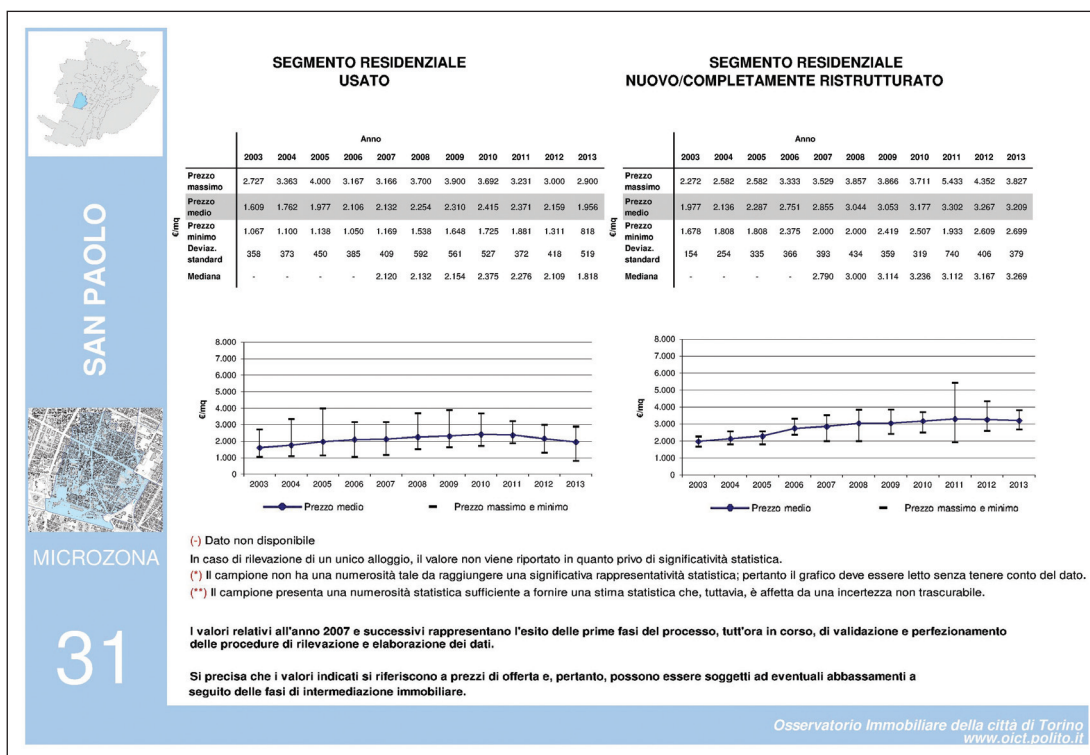 SAN PAOLO
MICROZONA
31
SEGMENTO RESIDENZIALE
USATO
Anno
2003 2004 2005 2006 2007 2008 2009 2010 2011 2012 2013
€/mq
Prezzo massimo 2.727 3.363 4.000 3.167 3.166 3.700 3.900 3.692 3.231 3.000 2.900
Prezzo medio 1.609 1.762 1.977 2.106 2.132 2.254 2.310 2.415 2.371 2.159 1.956
Prezzo minimo 1.067 1.100 1.138 1.050 1.169 1.538 1.648 1.725 1.881 1.311 818
Deviaz. standard 358 373 450 385 409 592 561 527 372 418 519
Mediana - - - - 2.120 2.132 2.154 2.375 2.276 2.109 1.818
SEGMENTO RESIDENZIALE
NUOVO/COMPLETAMENTE RISTRUTTURATO
Anno
2003 2004 2005 2006 2007 2008 2009 2010 2011 2012 2013
€/mq
Prezzo massimo 2.272 2.582 2.582 3.333 3.529 3.857 3.866 3.711 5.433 4.352 3.827
Prezzo medio 1.977 2.136 2.287 2.751 2.855 3.044 3.053 3.177 3.302 3.267 3.209
Prezzo minimo 1.678 1.808 1.808 2.375 2.000 2.000 2.419 2.507 1.933 2.609 2.699
Deviaz. standard 154 254 335 366 393 434 359 319 740 406 379
Mediana - - - - 2.790 3.000 3.114 3.236 3.112 3.167 3.269
€/mq
8.000
7.000
6.000
5.000
4.000
3.000
2.000
1.000
0
2003 2004 2005 2006 2007 2008 2009 2010 2011 2012 2013
Prezzo medio Prezzo massimo e minimo
€/mq
8.000
7.000
6.000
5.000
4.000
3.000
2.000
1.000
0
2003 2004 2005 2006 2007 2008 2009 2010 2011 2012 2013
Prezzo medio Prezzo massimo e minimo
(-) Dato non disponibile
In caso di rilevazione di un unico alloggio, il valore non viene riportato in quanto privo di significatività statistica.
(*) Il campione non ha una numerosità tale da raggiungere una significativa rappresentatività statistica; pertanto il grafico deve essere letto senza tenere conto del dato.
(**) Il campione presenta una numerosità statistica sufficiente a fornire una stima statistica che, tuttavia, è affetta da una incertezza non trascurabile.
I valori relativi all'anno 2007 e successivi rappresentano l'esito delle prime fasi del processo, tutt'ora in corso, di validazione e perfezionamento
delle procedure di rilevazione e elaborazione dei dati.
Si precisa che i valori indicati si riferiscono a prezzi di offerta e, pertanto, possono essere soggetti ad eventuali abbassamenti a
seguito delle fasi di intermediazione immobiliare.
Osservatorio Immobiliare della città di Torino
www.oict.polito.it